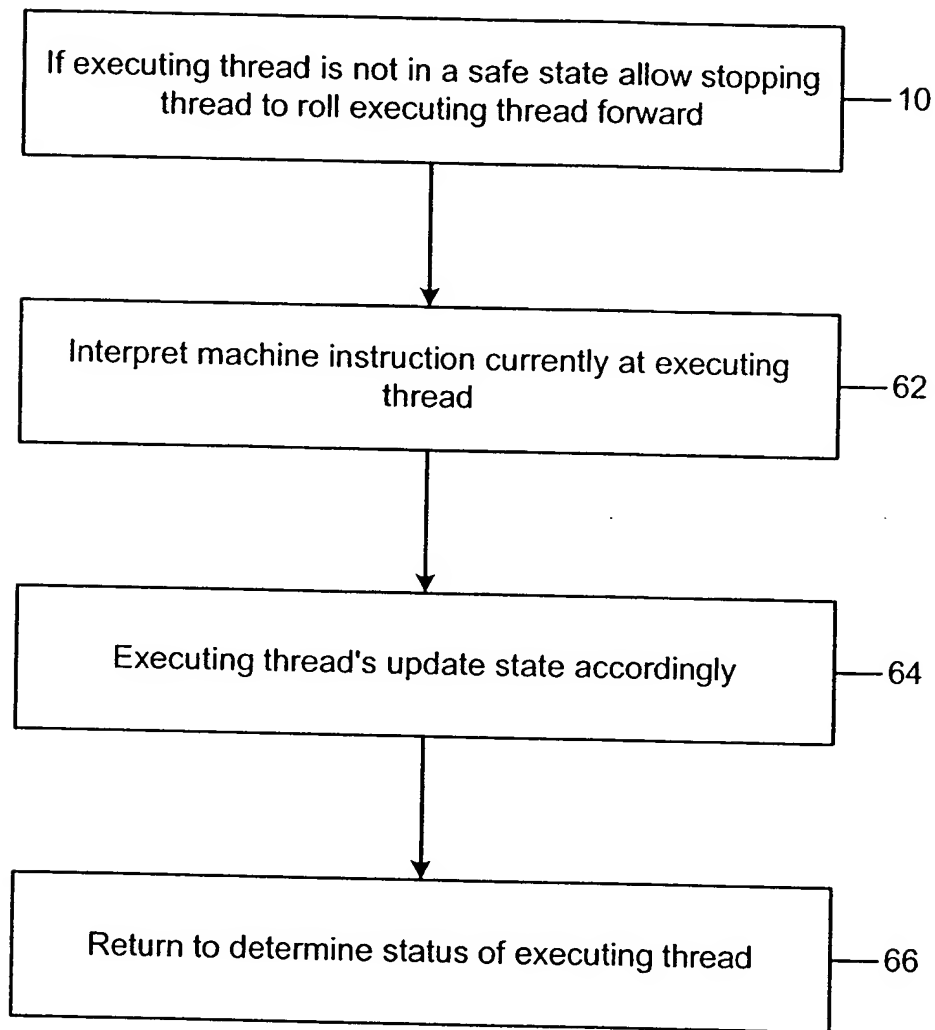 If executing thread is not in a safe state allow stopping
thread to roll executing thread forward
10
Interpret machine instruction currently at executing
thread
62
Executing thread's update state accordingly
64
Return to determine status of executing thread
66